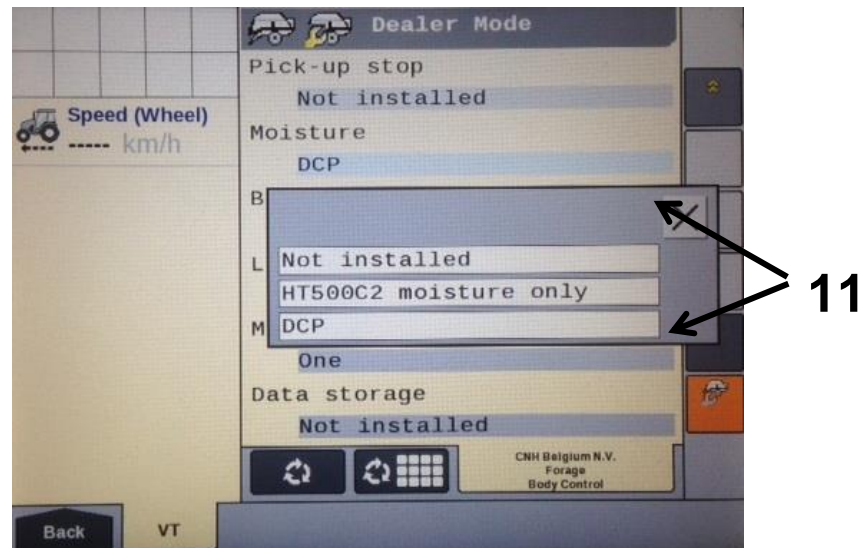 Dealer Mode
Pick-up stop
Not installed
Speed (Wheel)
----- km/h
Moisture
DCP
B
Not installed
L
HT500C2 moisture only
M
DCP
One
Data storage
Not installed
CNH Belgium N.V.
Forage
Body Control
Back
VT
11